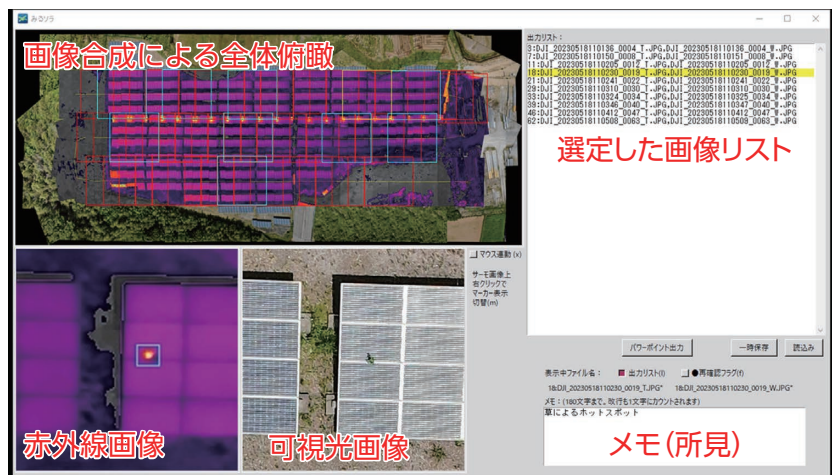 みるソラ
画像合成による全体俯瞰
出力リスト:
3:DJI_20230518110136_0004_T.JPG,DJI_20230518110136_0004_W.JPG
7:DJI_20230518110150_0008_T.JPG,DJI_20230518110151_0008_W.JPG
11:DJI_20230518110205_0012_T.JPG,DJI_20230518110205_0012_W.JPG
18:DJI_20230518110230_0019_T.JPG,DJI_20230518110230_0019_W.JPG
21:DJI_20230518110241_0022_T.JPG,DJI_20230518110241_0022_W.JPG
29:DJI_20230518110310_0030_T.JPG,DJI_20230518110310_0030_W.JPG
33:DJI_20230518110324_0034_T.JPG,DJI_20230518110325_0034_W.JPG
39:DJI_20230518110346_0040_T.JPG,DJI_20230518110347_0040_W.JPG
46:DJI_20230518110412_0047_T.JPG,DJI_20230518110412_0047_W.JPG
62:DJI_20230518110508_0063_T.JPG,DJI_20230518110509_0063_W.JPG
選定した画像リスト
マウス連動(x)
サーモ画像上
右クリックで
マーカー表示
切替(m)
赤外線画像
可視光画像
パワーポイント出力
一時保存
読込み
表示中ファイル名: 出力リスト(l) ●再確認フラグ(f)
18:DJI_20230518110230_0019_T.JPG" 18:DJI_20230518110230_0019_W.JPG"
メモ:(180文字まで。改行も1文字にカウントされます)
草によるホットスポット
メモ(所見)